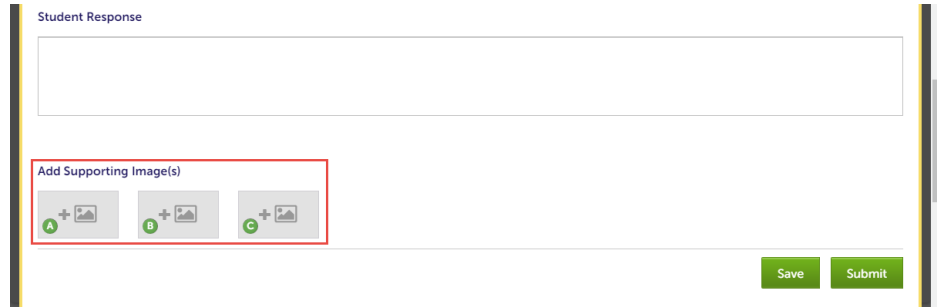 Student Response
Add Supporting Image(s)
A B C
Save Submit